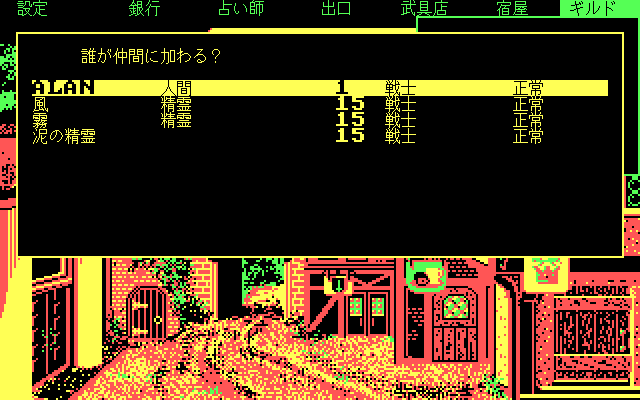 設定 銀行 占い師 出口 武具店 宿屋 ギルド
誰が仲間に加わる？
ALAN 人間 1 戦士 正常
風 精霊 15 戦士 正常
霧 精霊 15 戦士 正常
泥の精霊 15 戦士 正常